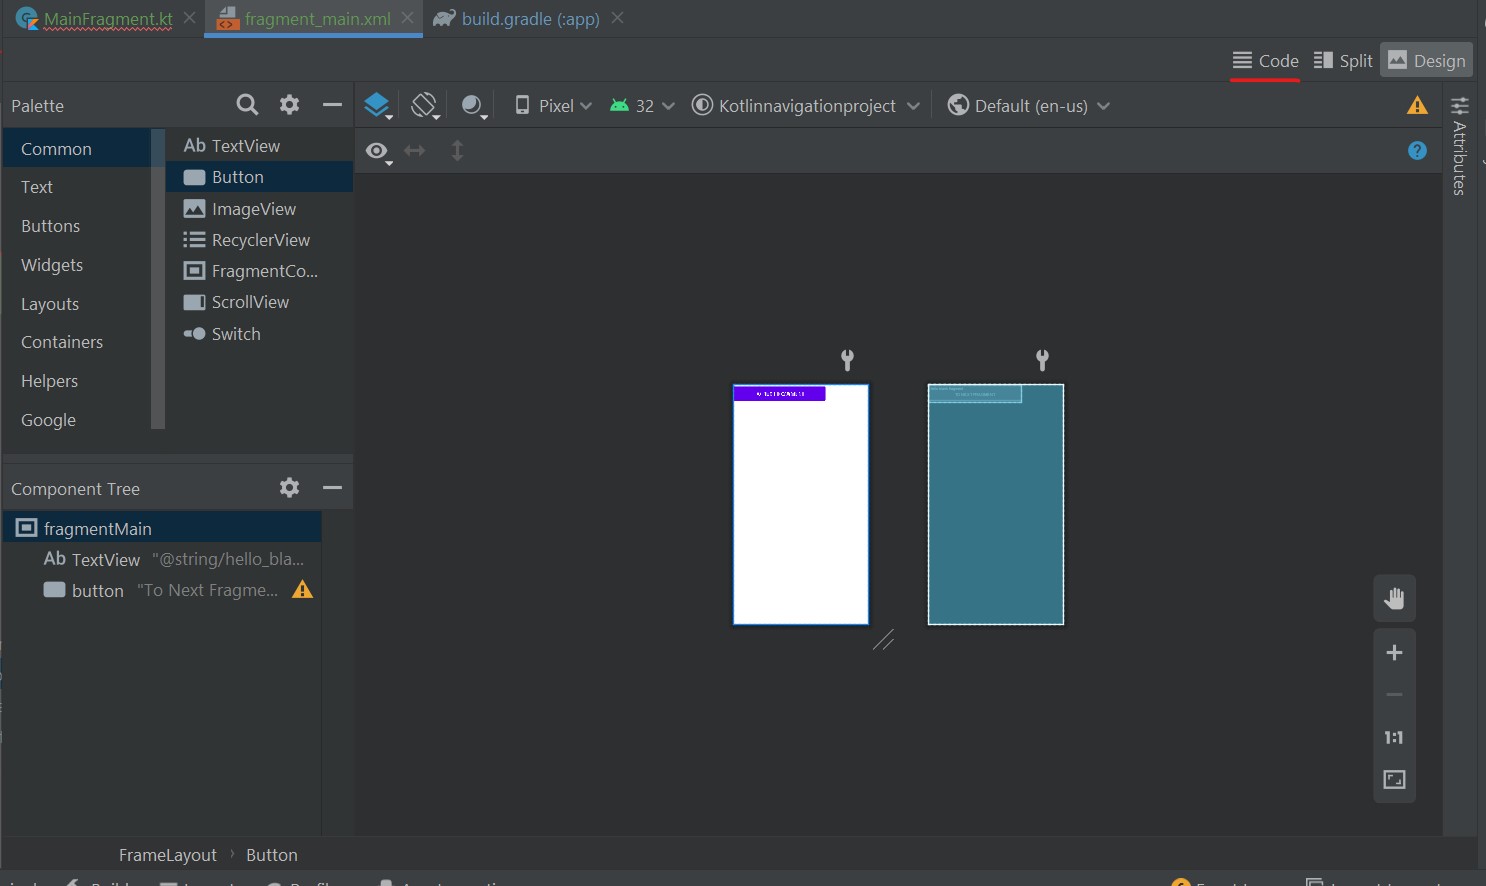 MainFragment.kt
fragment_main.xml
build.gradle (:app)
Code
Split
Design
Palette
Pixel
32
Kotlinnavigationproject
Default (en-us)
Attributes
Common
Text
Buttons
Widgets
Layouts
Containers
Helpers
Google
Ab TextView
Button
ImageView
RecyclerView
FragmentCo...
ScrollView
Switch
Component Tree
fragmentMain
Ab TextView "@string/hello_bla...
button "To Next Fragme...
1:1
FrameLayout
Button